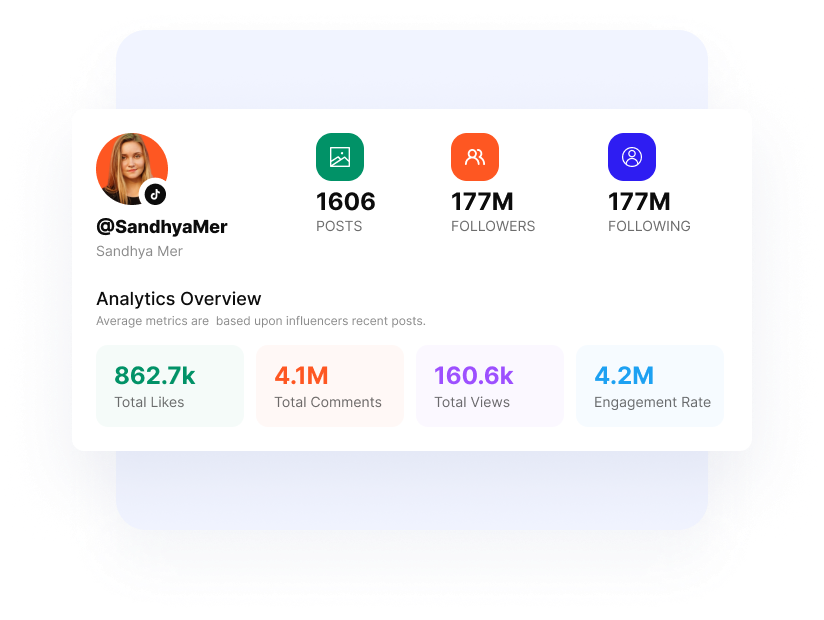 @SandhyaMer
Sandhya Mer
1606
POSTS
177M
FOLLOWERS
177M
FOLLOWING
Analytics Overview
Average metrics are  based upon influencers recent posts.
862.7k
Total Likes
4.1M
Total Comments
160.6k
Total Views
4.2M
Engagement Rate